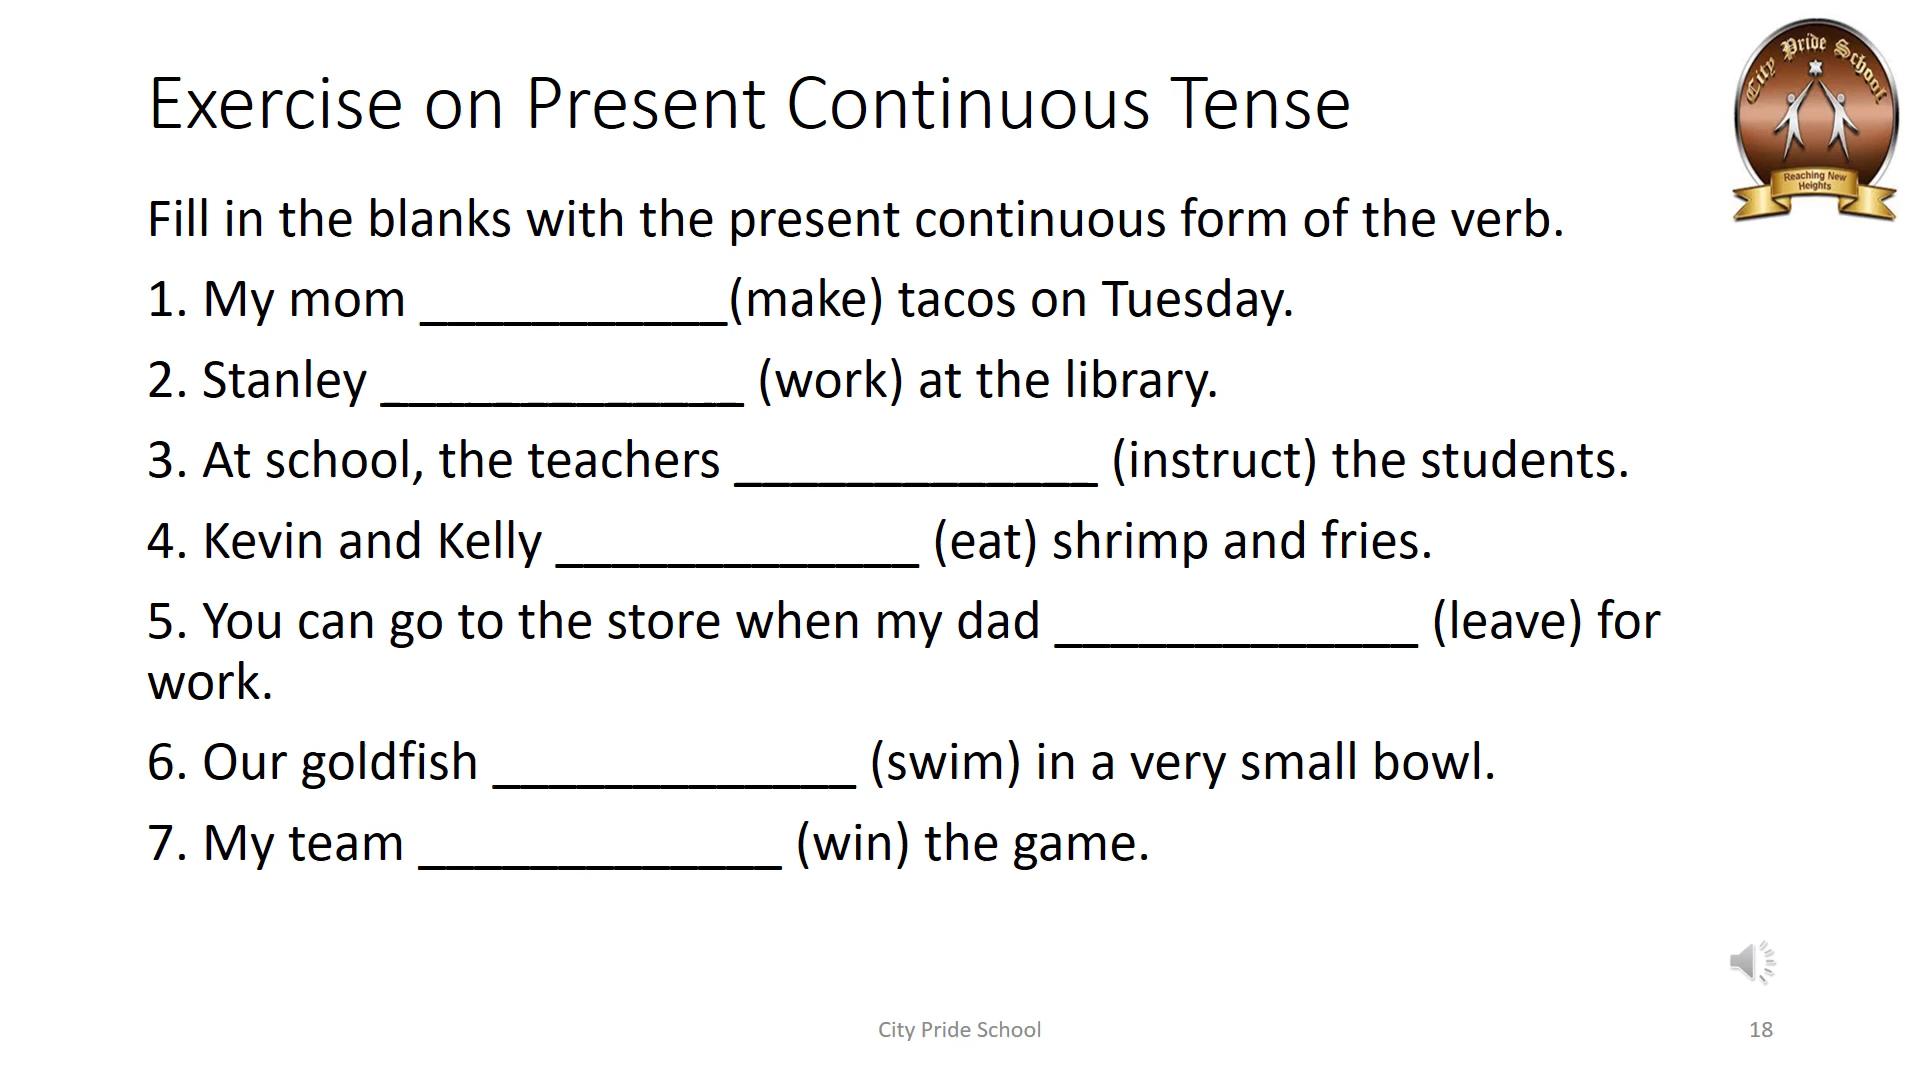 City Pride School
Reaching New
Heights
Exercise on Present Continuous Tense
Fill in the blanks with the present continuous form of the verb.
1. My mom ___________(make) tacos on Tuesday.
2. Stanley _____________ (work) at the library.
3. At school, the teachers _____________ (instruct) the students.
4. Kevin and Kelly _____________ (eat) shrimp and fries.
5. You can go to the store when my dad _____________ (leave) for
work.
6. Our goldfish _____________ (swim) in a very small bowl.
7. My team _____________ (win) the game.
City Pride School
18